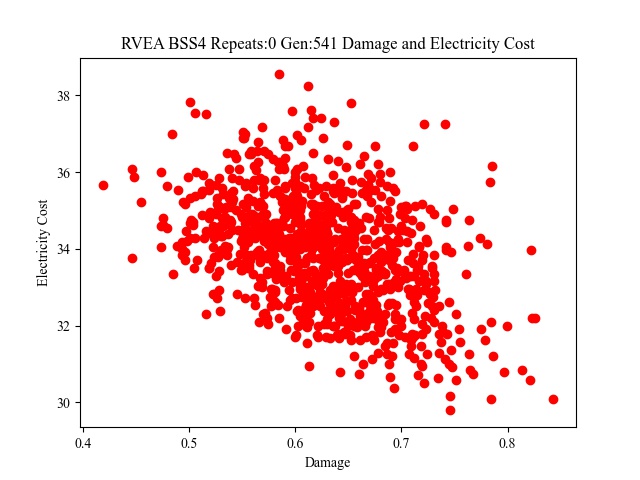 RVEA BSS4 Repeats:0 Gen:541 Damage and Electricity Cost
38
36
34
32
30
Electricity Cost
0.4 0.5 0.6 0.7 0.8
Damage